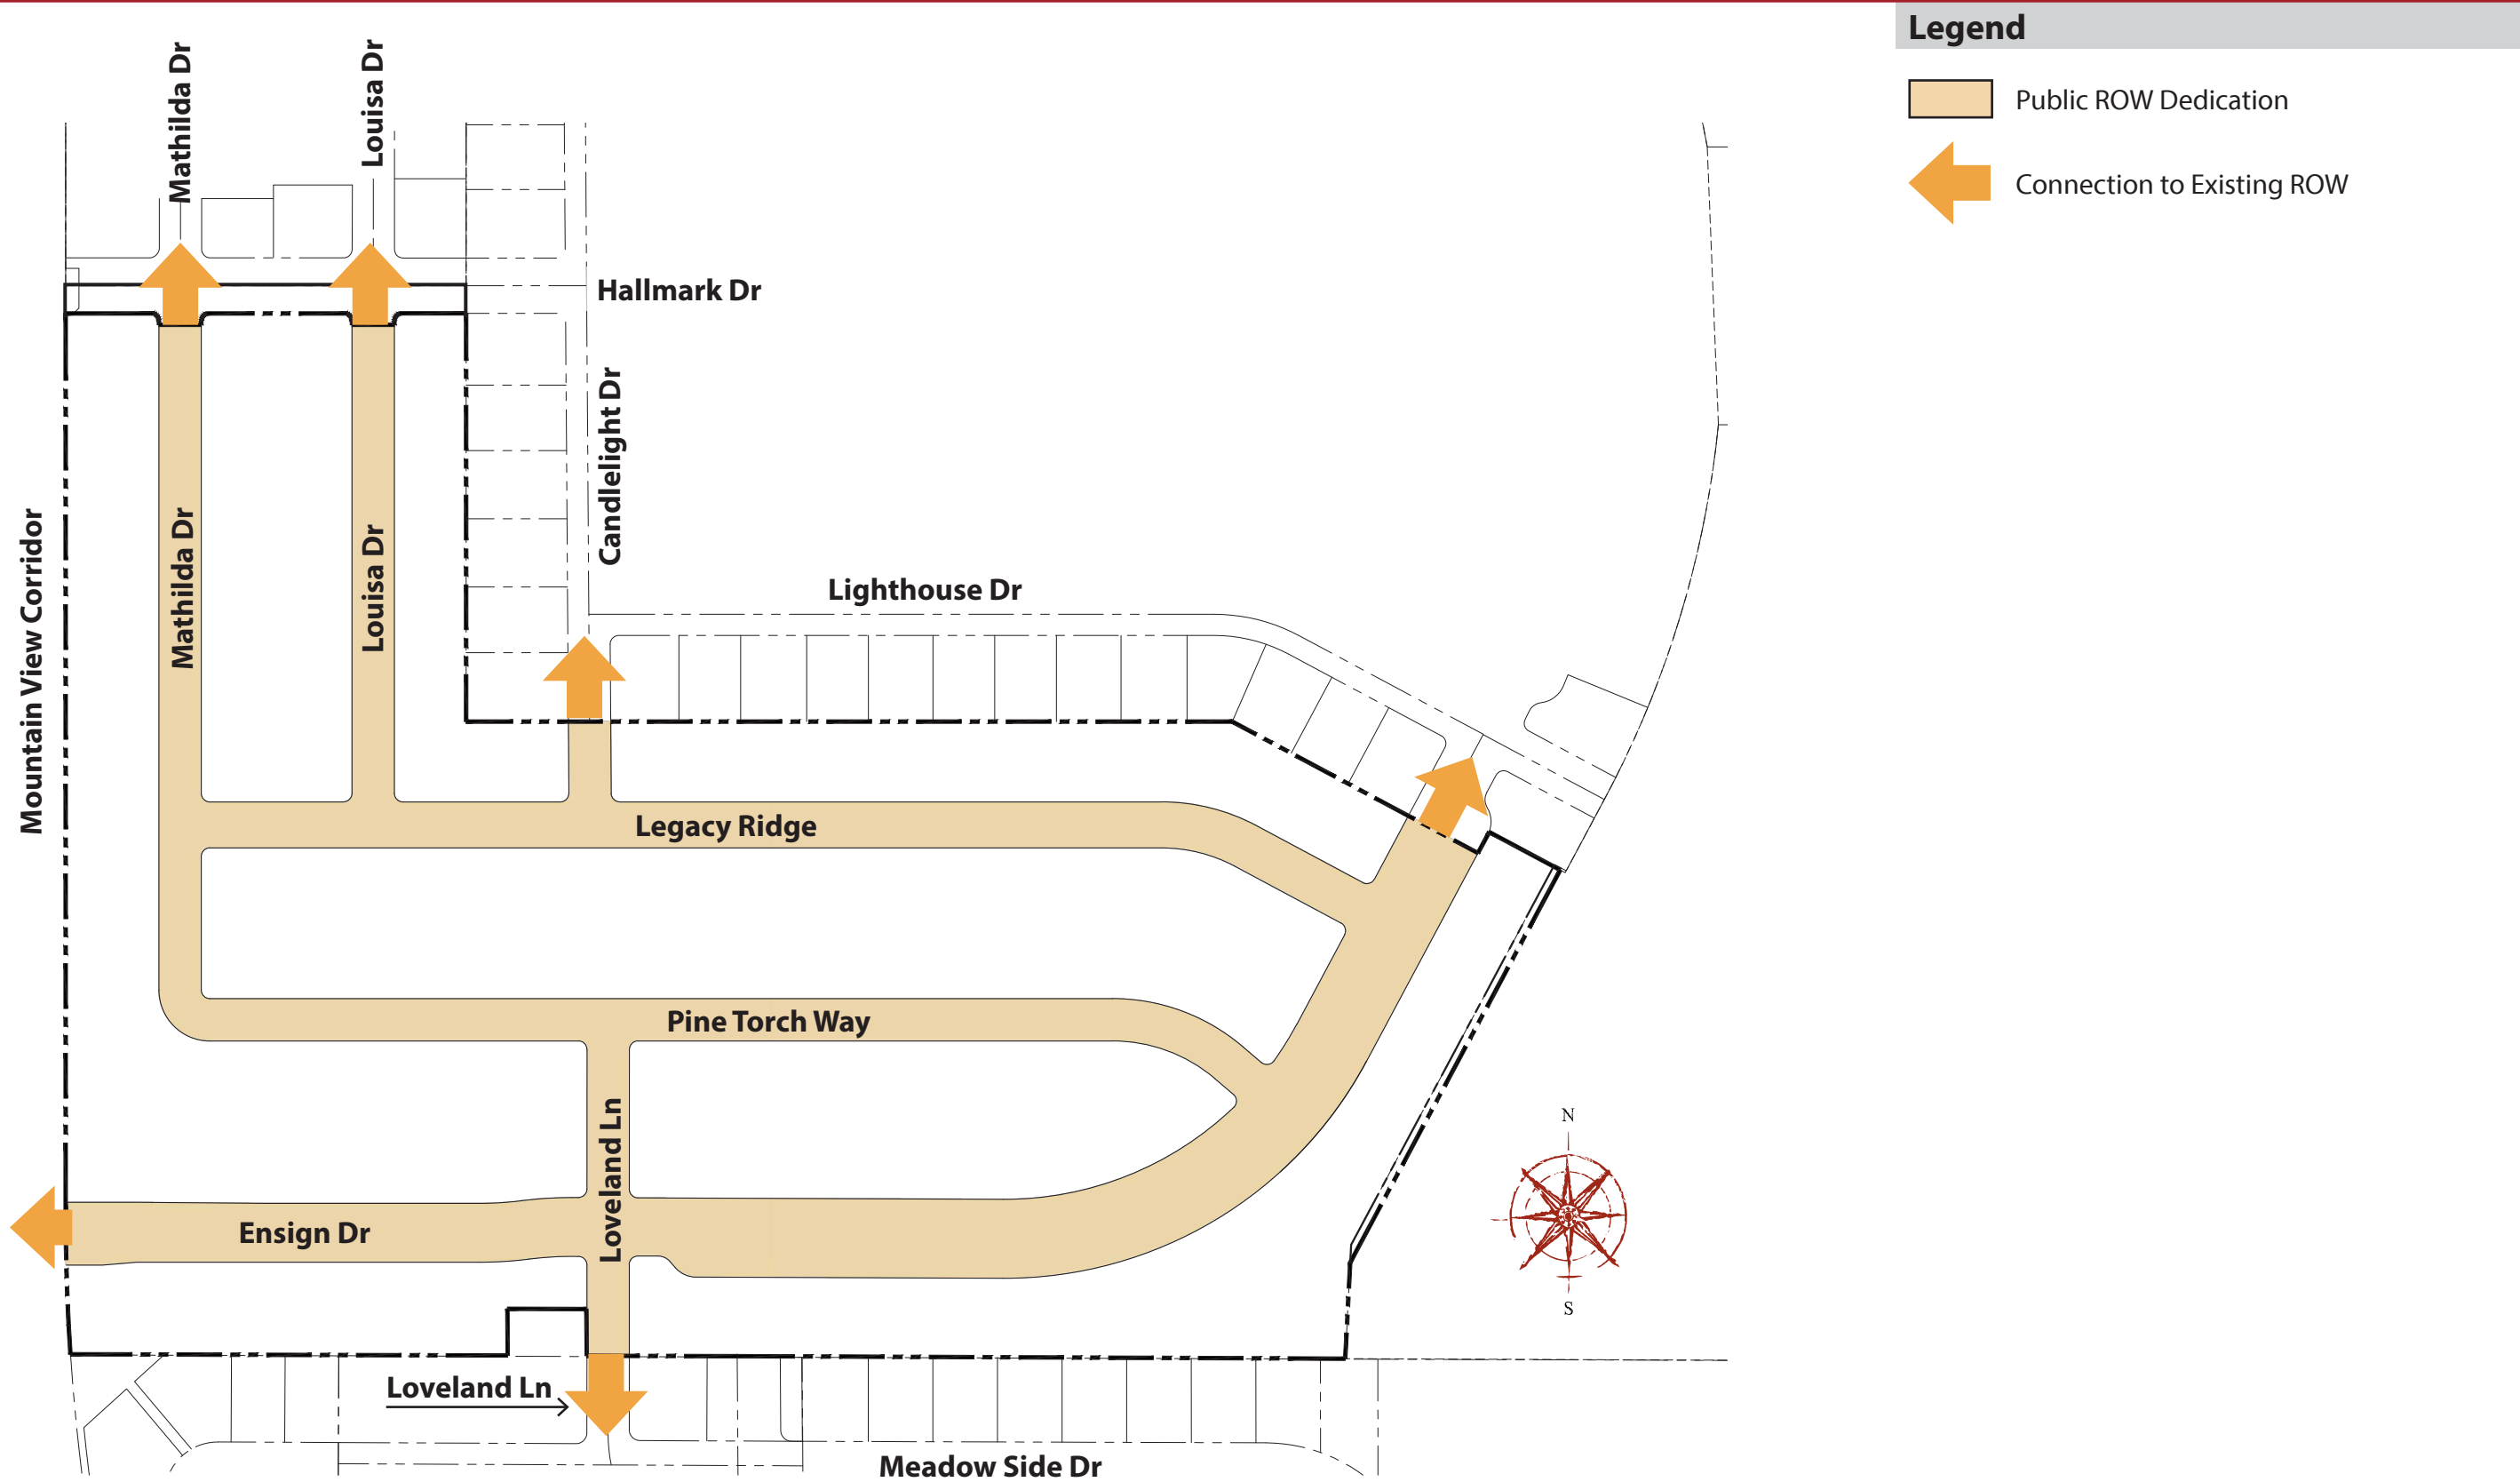 Legend
Public ROW Dedication
Connection to Existing ROW
Mathilda Dr
Louisa Dr
Hallmark Dr
Candlelight Dr
Mountain View Corridor
Mathilda Dr
Louisa Dr
Lighthouse Dr
Legacy Ridge
Pine Torch Way
Loveland Ln
Ensign Dr
N
S
Loveland Ln
Meadow Side Dr